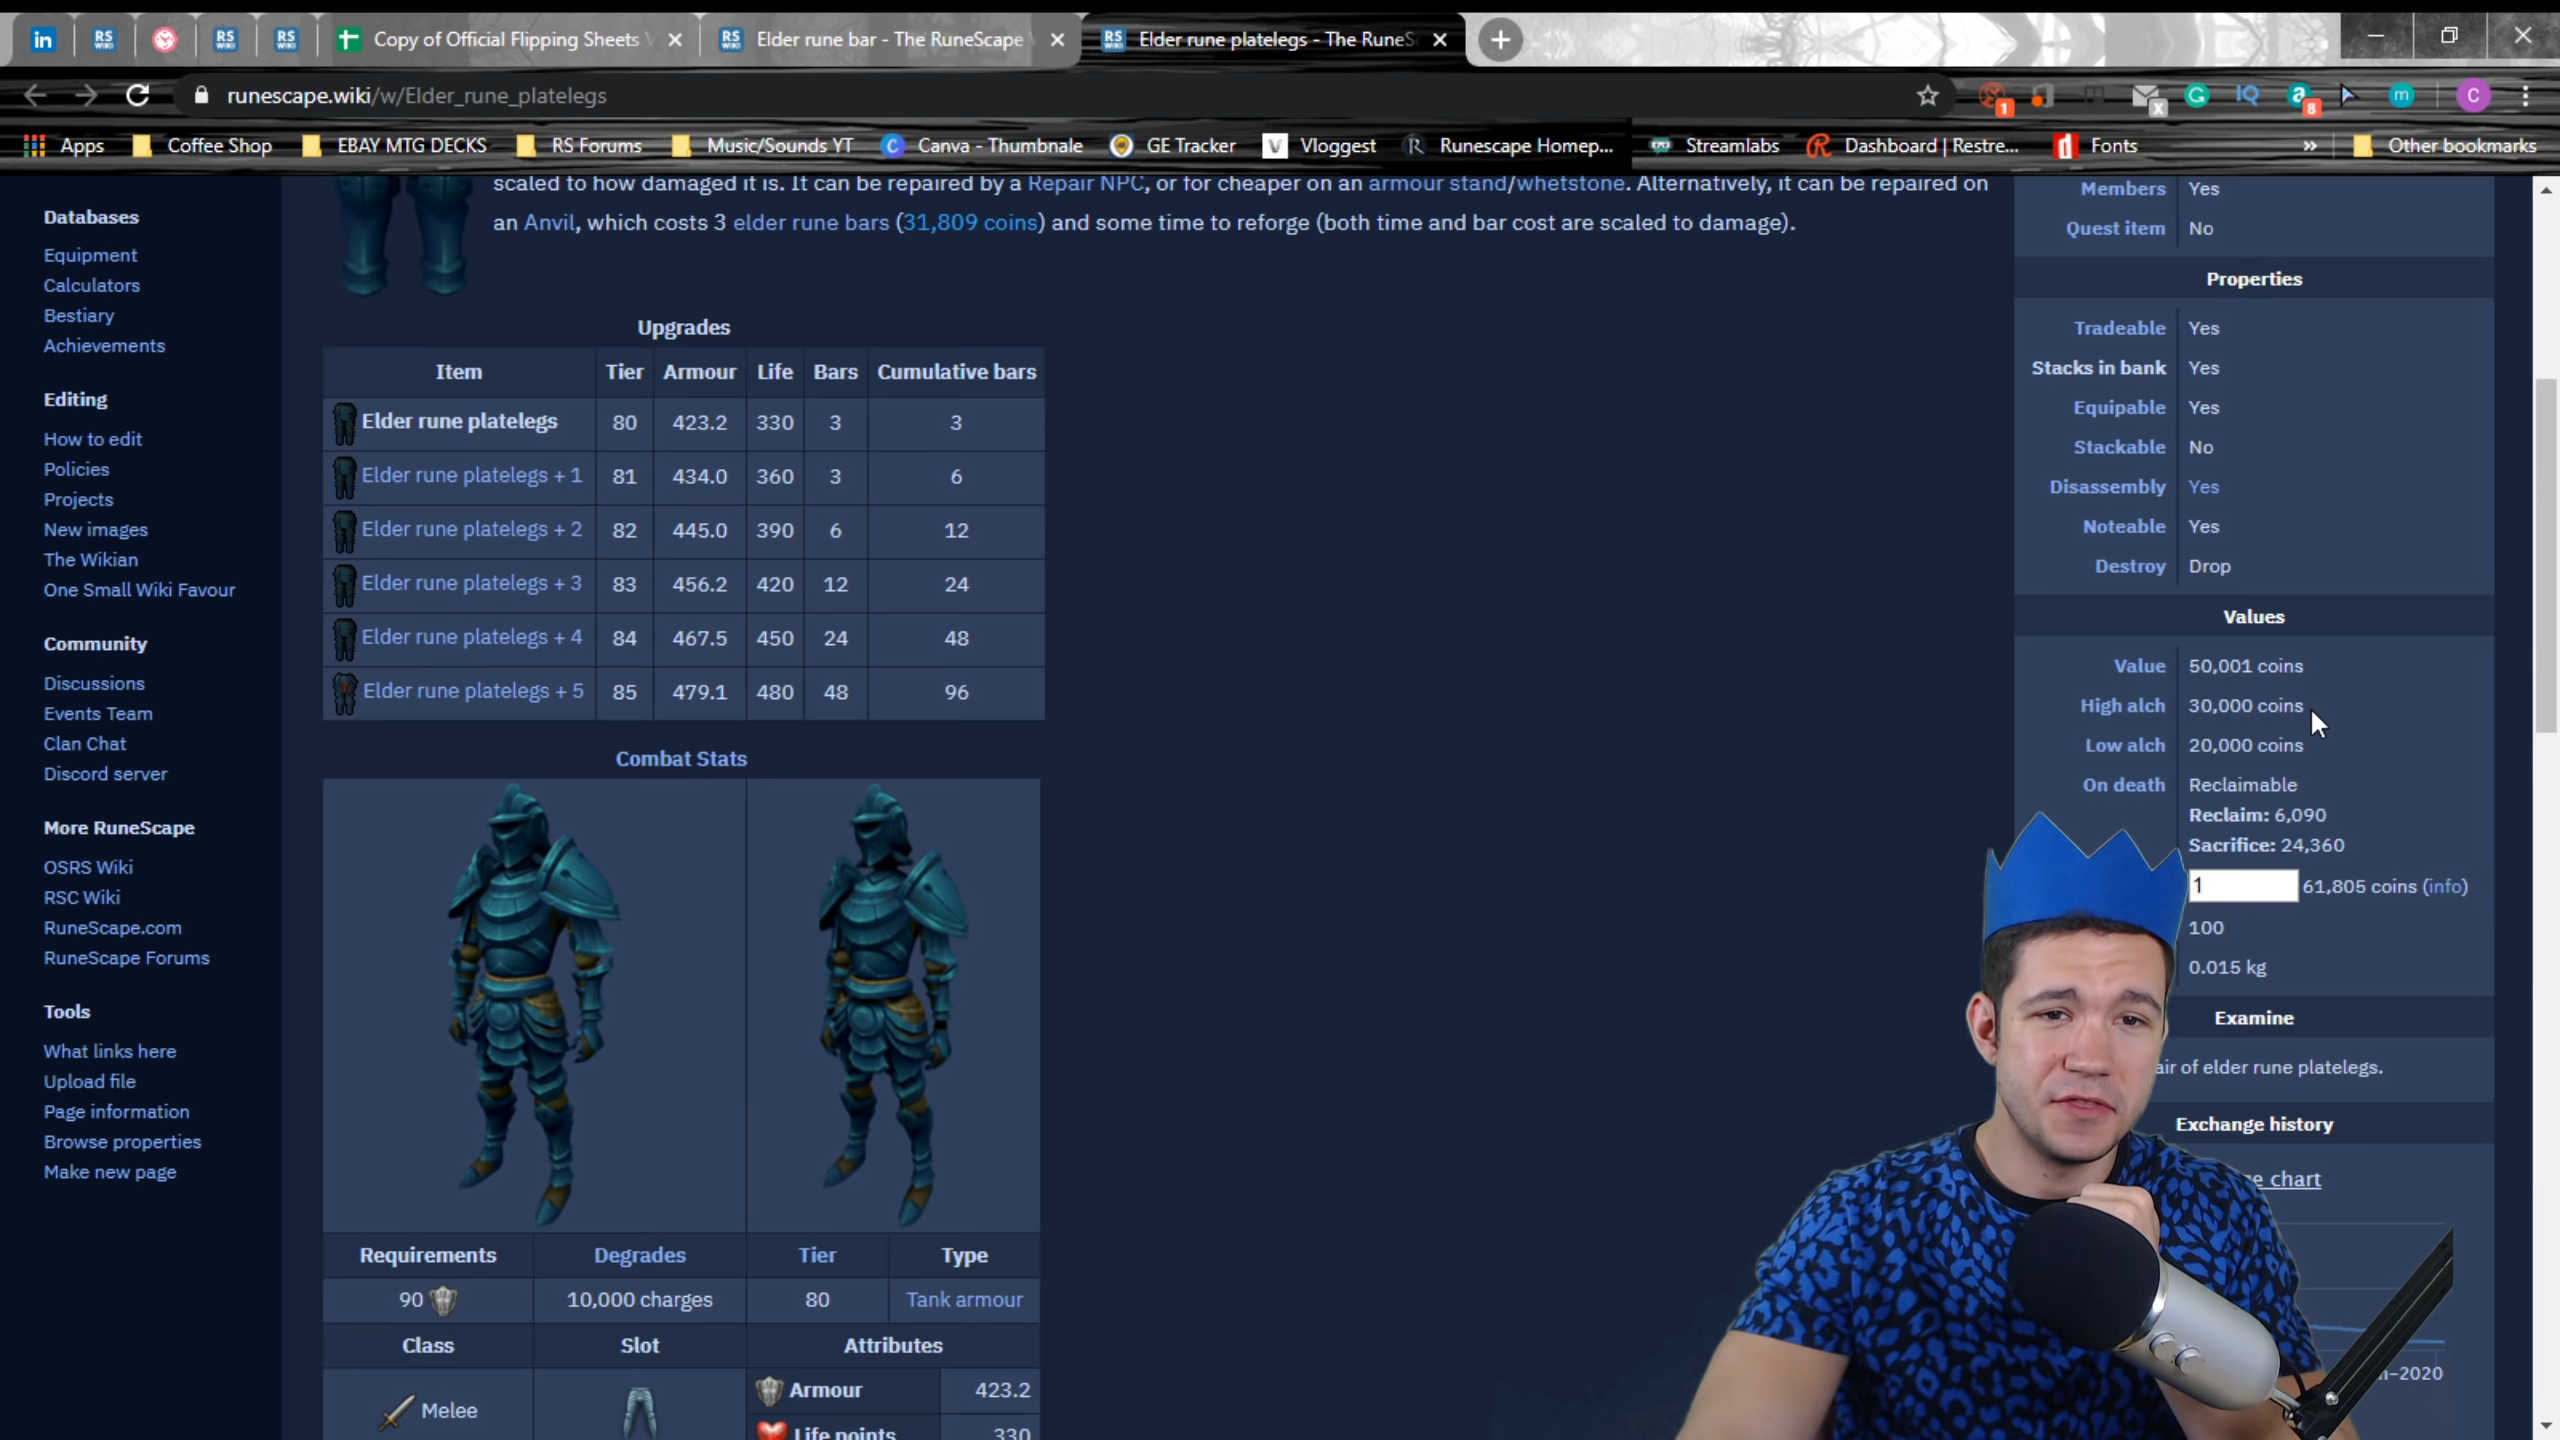 in
RS
WIKI
RS
WIKI
RS
WIKI
Copy of Official Flipping Sheets
RS
WIKI
Elder rune bar - The RuneScape
RS
WIKI
Elder rune platelegs - The RuneS
runescape.wiki/w/Elder_rune_platelegs
1
X
IQ
a
8
m
C
Apps
Coffee Shop
EBAY MTG DECKS
RS Forums
Music/Sounds YT
C Canva - Thumbnale
GE Tracker
V Vloggest
Runescape Homep...
Streamlabs
Dashboard | Restre...
Fonts
»
Other bookmarks
scaled to how damaged it is. It can be repaired by a Repair NPC, or for cheaper on an armour stand/whetstone. Alternatively, it can be repaired on
an Anvil, which costs 3 elder rune bars (31,809 coins) and some time to reforge (both time and bar cost are scaled to damage).
Databases
Equipment
Calculators
Bestiary
Achievements
Editing
How to edit
Policies
Projects
New images
The Wikian
One Small Wiki Favour
Community
Discussions
Events Team
Clan Chat
Discord server
More RuneScape
OSRS Wiki
RSC Wiki
RuneScape.com
RuneScape Forums
Tools
What links here
Upload file
Page information
Browse properties
Make new page
Upgrades
Item Tier Armour Life Bars Cumulative bars
Elder rune platelegs 80 423.2 330 3 3
Elder rune platelegs + 1 81 434.0 360 3 6
Elder rune platelegs + 2 82 445.0 390 6 12
Elder rune platelegs + 3 83 456.2 420 12 24
Elder rune platelegs + 4 84 467.5 450 24 48
Elder rune platelegs + 5 85 479.1 480 48 96
Combat Stats
Requirements Degrades Tier Type
90 10,000 charges 80 Tank armour
Class Slot Attributes
Melee Armour 423.2
Life points 330
Members Yes
Quest item No
Properties
Tradeable Yes
Stacks in bank Yes
Equipable Yes
Stackable No
Disassembly Yes
Noteable Yes
Destroy Drop
Values
Value 50,001 coins
High alch 30,000 coins
Low alch 20,000 coins
On death Reclaimable
Reclaim: 6,090
Sacrifice: 24,360
1 61,805 coins (info)
100
0.015 kg
Examine
air of elder rune platelegs.
Exchange history
e chart
n-2020